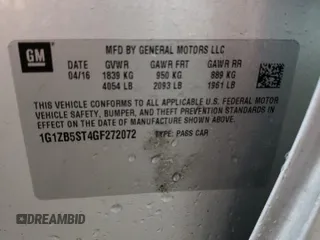 GM
MFD BY GENERAL MOTORS LLC
04/16 GVWR GAWR FRT GAWR RR
1839 KG 950 KG 889 KG
4054 LB 2093 LB 1961 LB
THIS VEHICLE CONFORMS TO ALL APPLICABLE U.S. FEDERAL MOTOR
VEHICLE SAFETY, BUMPER, AND THEFT PREVENTION STANDARDS
IN EFFECT ON THE DATE OF MANUFACTURE SHOWN ABOVE.
1G1ZB5ST4GF272072 TYPE: PASS CAR
DREAMBID